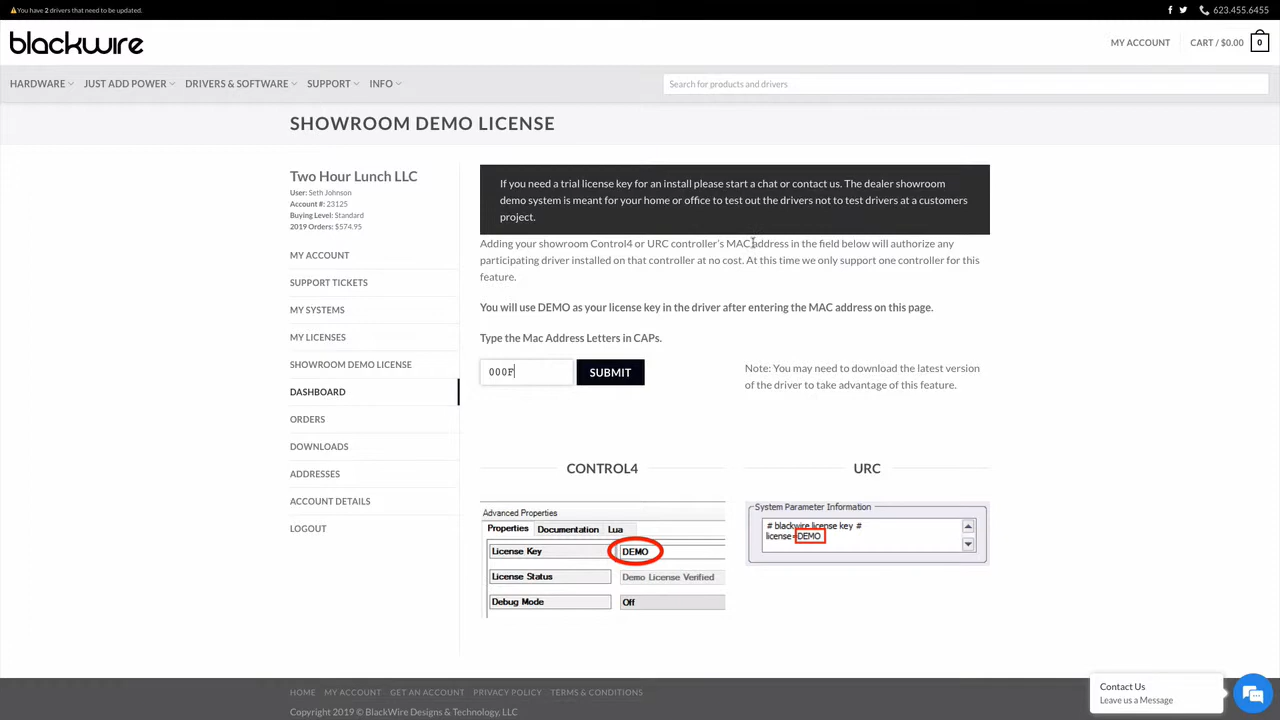 ⚠You have 2 drivers that need to be updated.
623.455.6455
blackwire
MY ACCOUNT
CART / $0.00
0
HARDWARE
JUST ADD POWER
DRIVERS & SOFTWARE
SUPPORT
INFO
Search for products and drivers
SHOWROOM DEMO LICENSE
Two Hour Lunch LLC
User: Seth Johnson
Account #: 23125
Buying Level: Standard
2019 Orders: $574.95
MY ACCOUNT
SUPPORT TICKETS
MY SYSTEMS
MY LICENSES
SHOWROOM DEMO LICENSE
DASHBOARD
ORDERS
DOWNLOADS
ADDRESSES
ACCOUNT DETAILS
LOGOUT
If you need a trial license key for an install please start a chat or contact us. The dealer showroom
demo system is meant for your home or office to test out the drivers not to test drivers at a customers
project.
Adding your showroom Control4 or URC controller's MAC address in the field below will authorize any
participating driver installed on that controller at no cost. At this time we only support one controller for this
feature.
You will use DEMO as your license key in the driver after entering the MAC address on this page.
Type the Mac Address Letters in CAPs.
000F
SUBMIT
Note: You may need to download the latest version
of the driver to take advantage of this feature.
CONTROL4
Advanced Properties
Properties Documentation Lua
License Key DEMO
License Status Demo License Verified
Debug Mode Off
URC
System Parameter Information
# blackwire license key #
license=DEMO
HOME
MY ACCOUNT
GET AN ACCOUNT
PRIVACY POLICY
TERMS & CONDITIONS
Copyright 2019 © BlackWire Designs & Technology, LLC
Contact Us
Leave us a Message